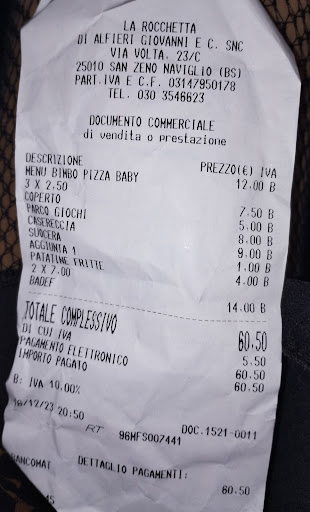 LA ROCCHETTA
DI ALFIERI GIOVANNI E C. SNC
VIA VOLTA, 23/C
25010 SAN ZENO NAVIGLIO (BS)
PART.IVA E C.F. 03147950178
TEL. 030 3546623
DOCUMENTO COMMERCIALE
di vendita o prestazione
DESCRIZIONE PREZZO(€) IVA
MENU BIMBO PIZZA BABY 12.00 B
3 X 2.50
COPERTO 7.50 B
PARCO GIOCHI 5.00 B
CASERECCIA 8.00 B
SUOCERA 9.00 B
AGGIUNTA 1 1.00 B
PATATINE FRITTE 4.00 B
2 X 7.00
BADEF 14.00 B
TOTALE COMPLESSIVO 60.50
DI CUI IVA 5.50
PAGAMENTO ELETTRONICO 60.50
IMPORTO PAGATO 60.50
B: IVA 10.00%
/12/23 20:50 DOC.1521-0011
RT 96MFS007441
DETTAGLIO PAGAMENTI:
BANCOMAT 60.50